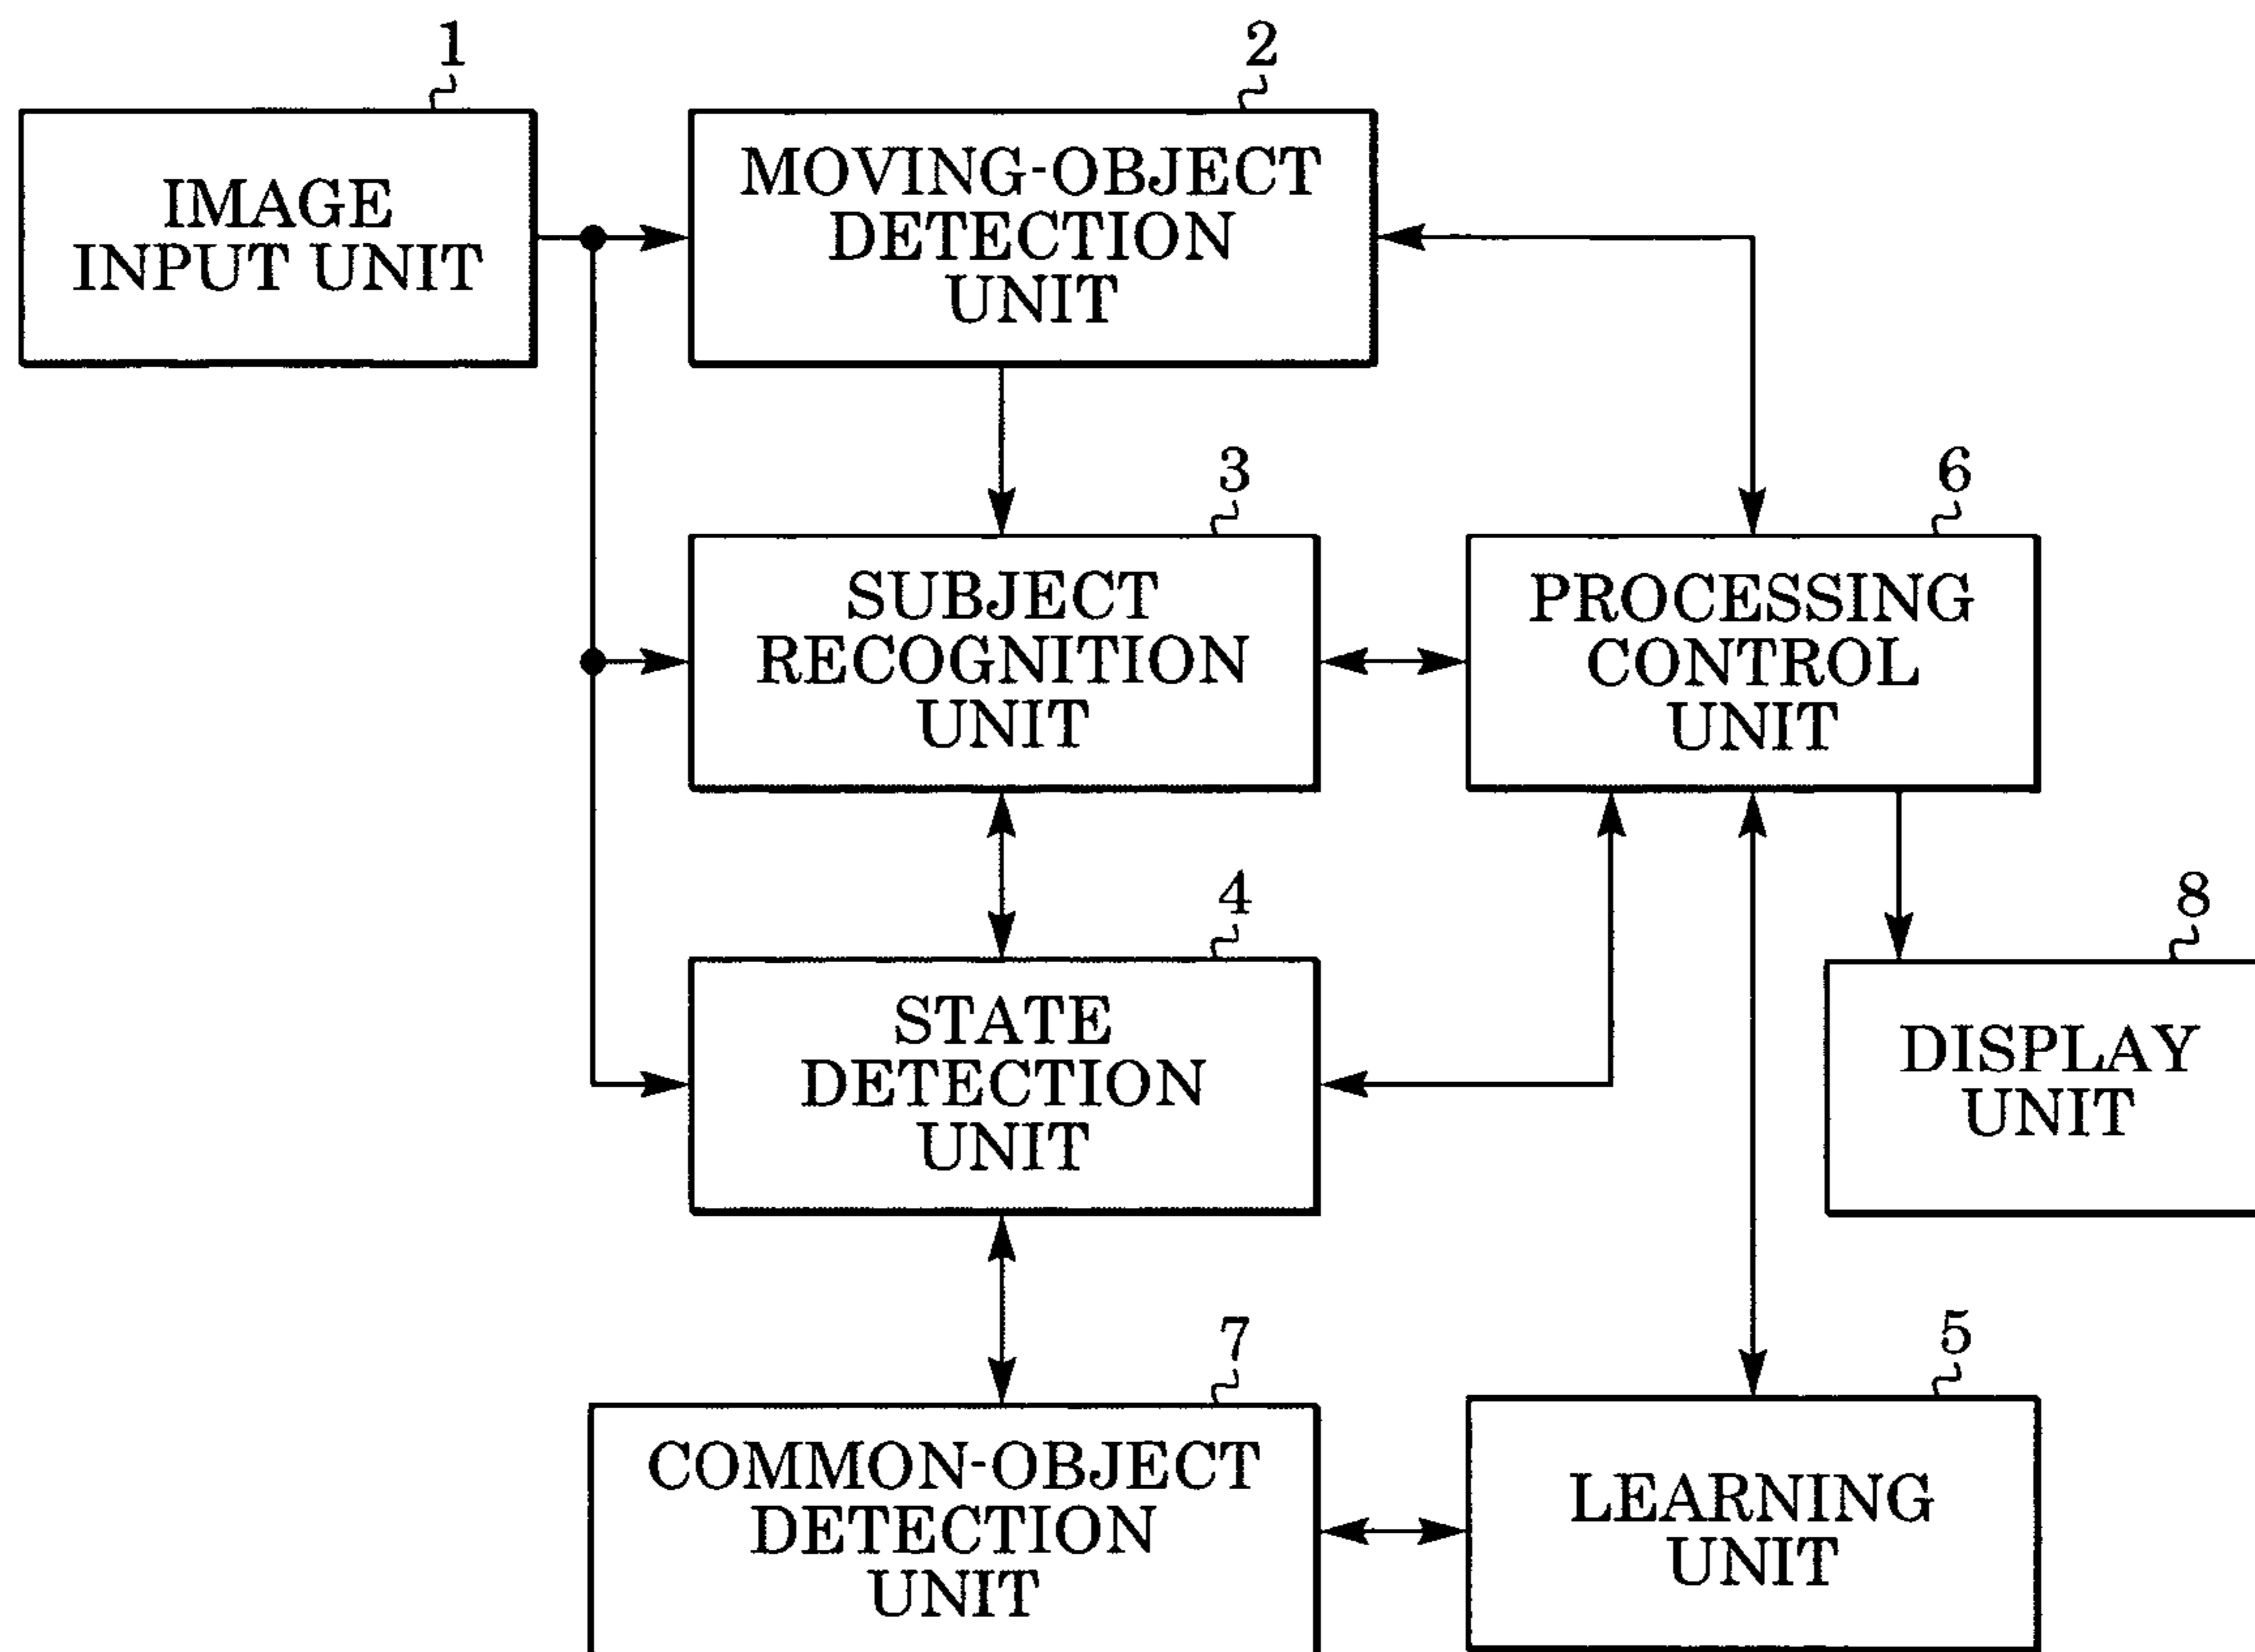 1
IMAGE
INPUT UNIT
2
MOVING-OBJECT
DETECTION
UNIT
3
SUBJECT
RECOGNITION
UNIT
6
PROCESSING
CONTROL
UNIT
4
STATE
DETECTION
UNIT
8
DISPLAY
UNIT
7
COMMON-OBJECT
DETECTION
UNIT
5
LEARNING
UNIT